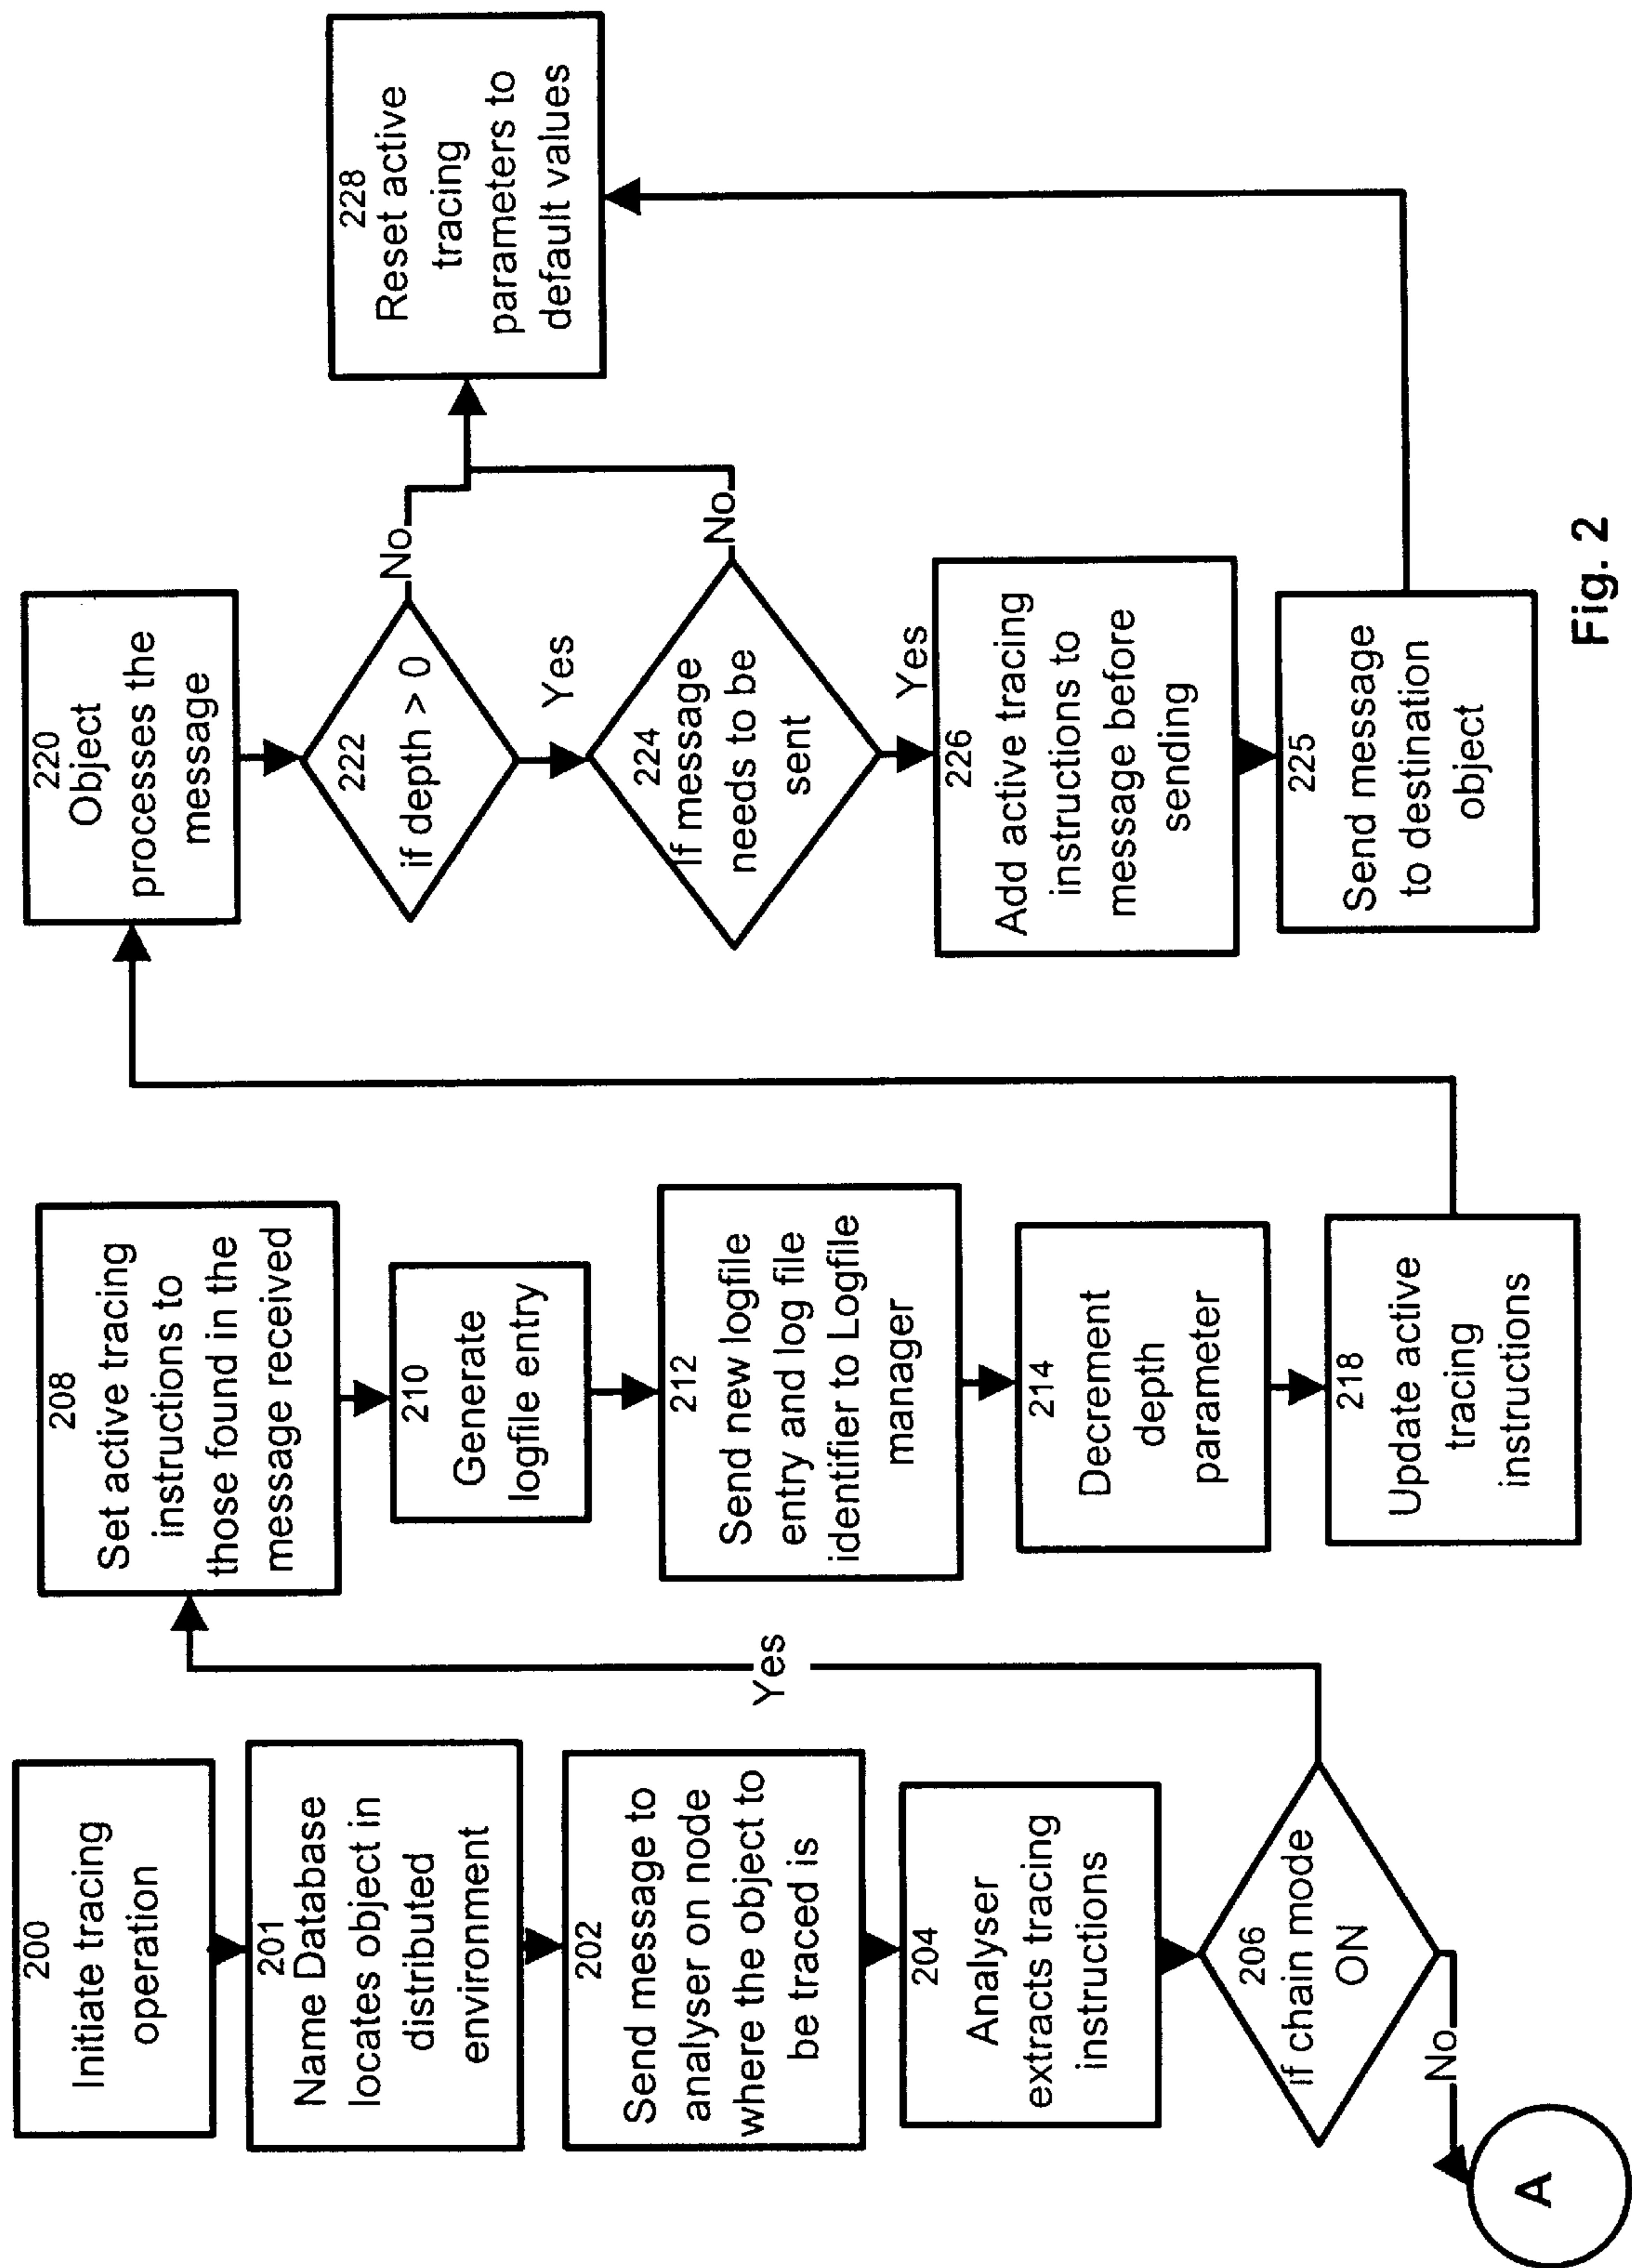 200
Initiate tracing
operation
201
Name Database
locates object in
distributed
environment
202
Send message to
analyser on node
where the object to
be traced is
204
Analyser
extracts tracing
instructions
206
if chain mode
ON
No
A
Yes
208
Set active tracing
instructions to
those found in the
message received
210
Generate
logfile entry
212
Send new logfile
entry and log file
identifier to Logfile
manager
214
Decrement
depth
parameter
218
Update active
tracing
instructions
220
Object
processes the
message
222
if depth > 0
No
Yes
224
If message
needs to be
sent
No
Yes
226
Add active tracing
instructions to
message before
sending
225
Send message
to destination
object
228
Reset active
tracing
parameters to
default values
Fig. 2